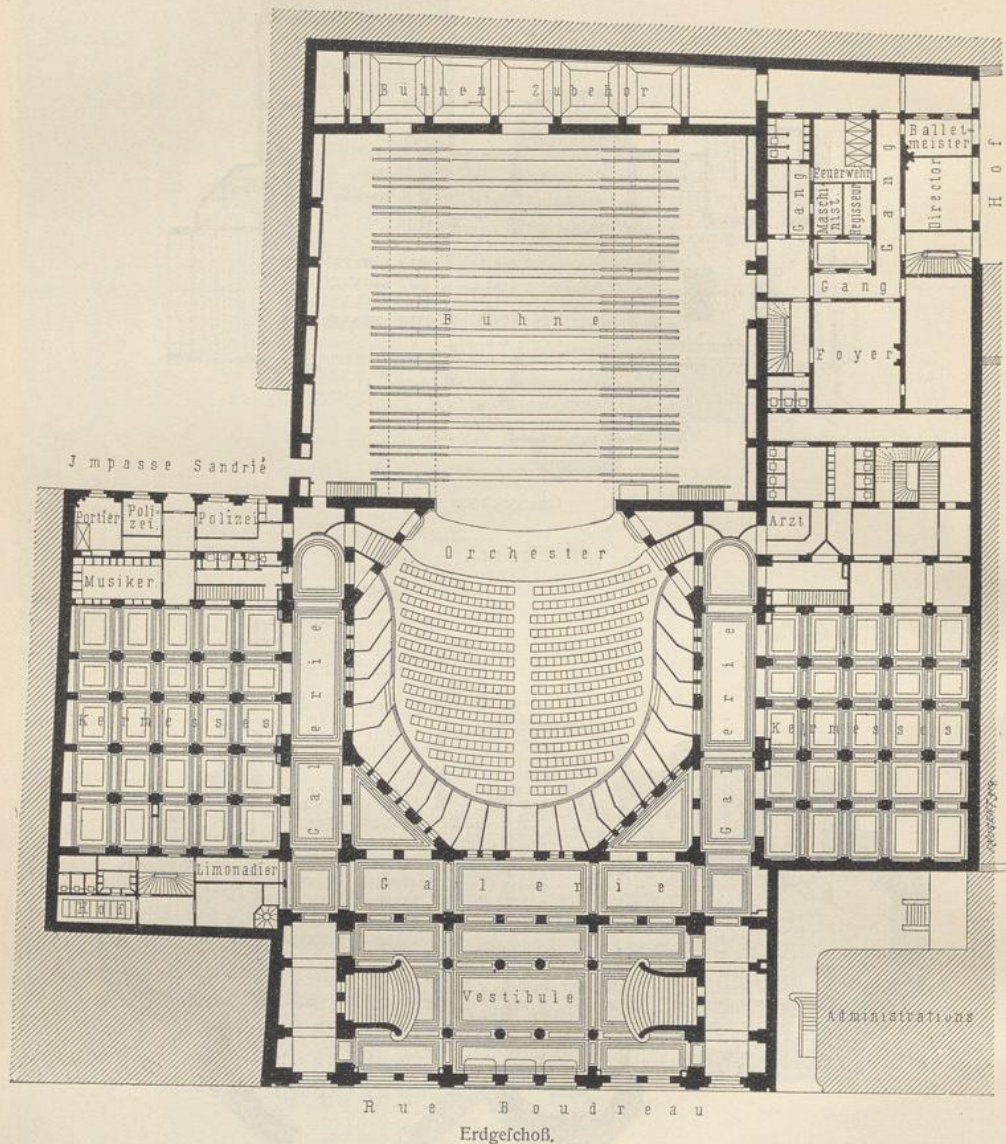 Bühnen-Zubehör
Ballet-
meister
Hof
Feuerwehr
Gang
Gang
Maschi-
nist.
Regisseur
Director
Gang
Bühne
Foyer
Jmpasse Sandrié
Portier
Poli-
zei.
Polizei.
Orchester
Arzt
Musiker
Galerie
Galerie
Kermesses
Kermesses
Limonadier
Hof
Galerie
Vestibule
Administrations
Rue Boudreau
Erdgeſchoß.